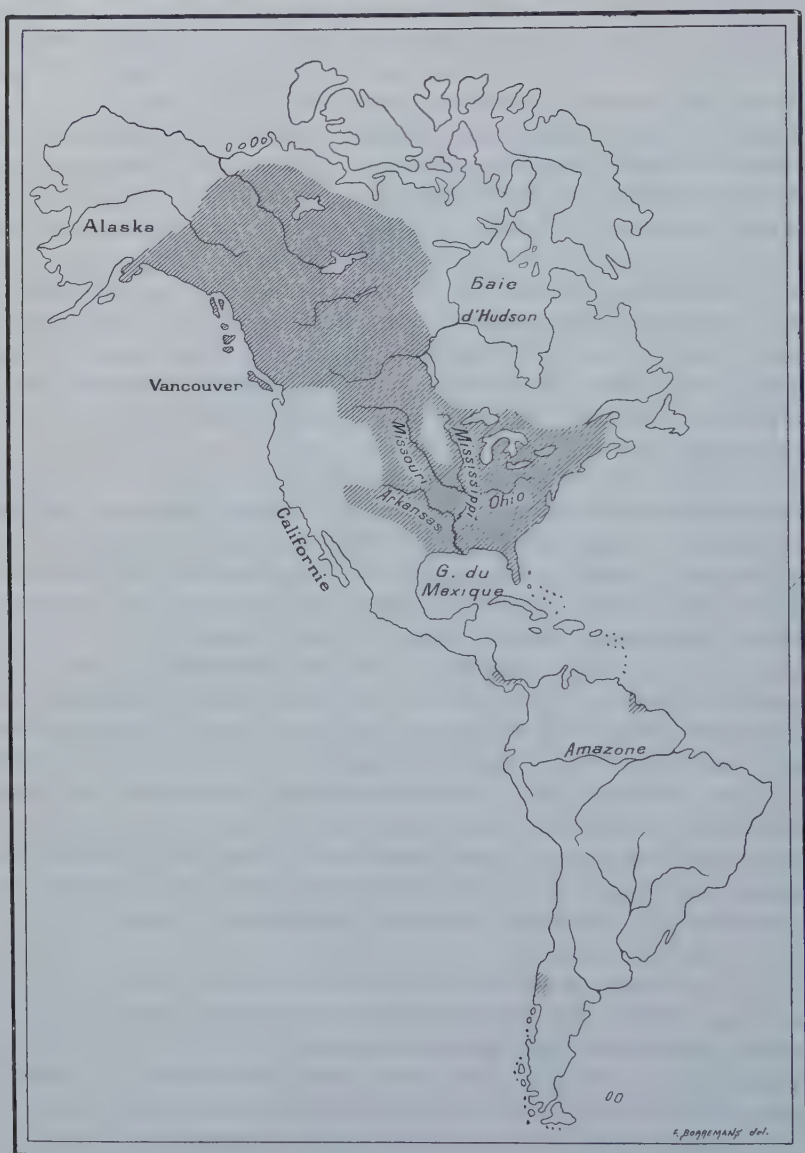 Alaska
Baie
d'Hudson
Vancouver
Missouri
Mississippi
Ohio
Arkansas
Californie
G. du
Mexique
Amazone
F. BORREMANS del.